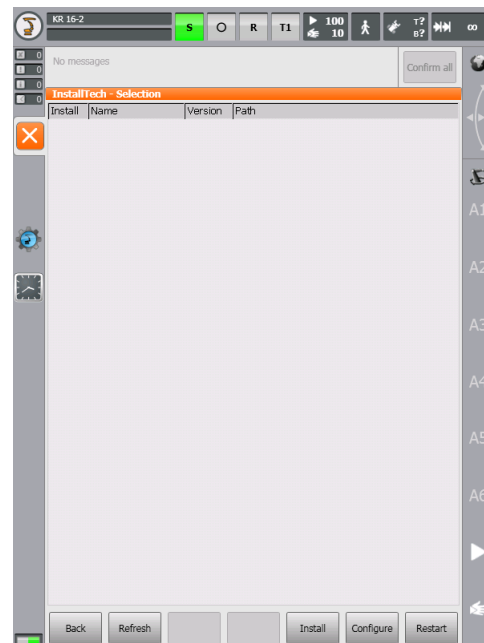 KR 16-2
S O R T1 100 10 T? B? ∞
0
0
0
0
No messages
Confirm all
InstallTech - Selection
Install Name Version Path
A1
A2
A3
A4
A5
A6
Back Refresh Install Configure Restart